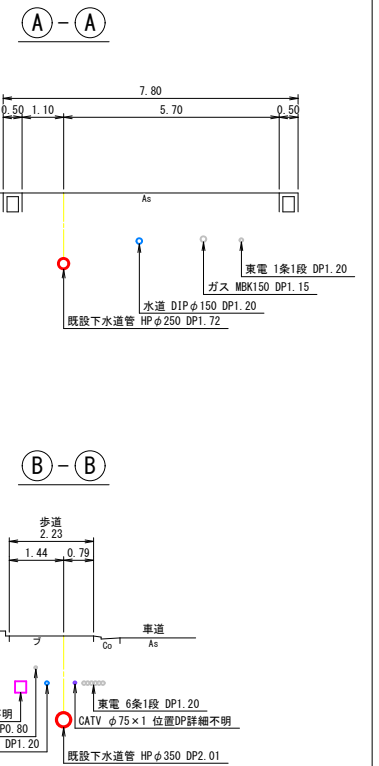 A - A
7.80
0.50 1.10 5.70 0.50
As
東電 1条1段 DP1.20
ガス MBK150 DP1.15
水道 DIPφ150 DP1.20
既設下水道管 HPφ250 DP1.72
B - B
歩道
2.23
1.44 0.79
車道
ブ Co As
東電 6条1段 DP1.20
明
CATV φ75×1 位置DP詳細不明
P0.80
DP1.20
既設下水道管 HPφ350 DP2.01